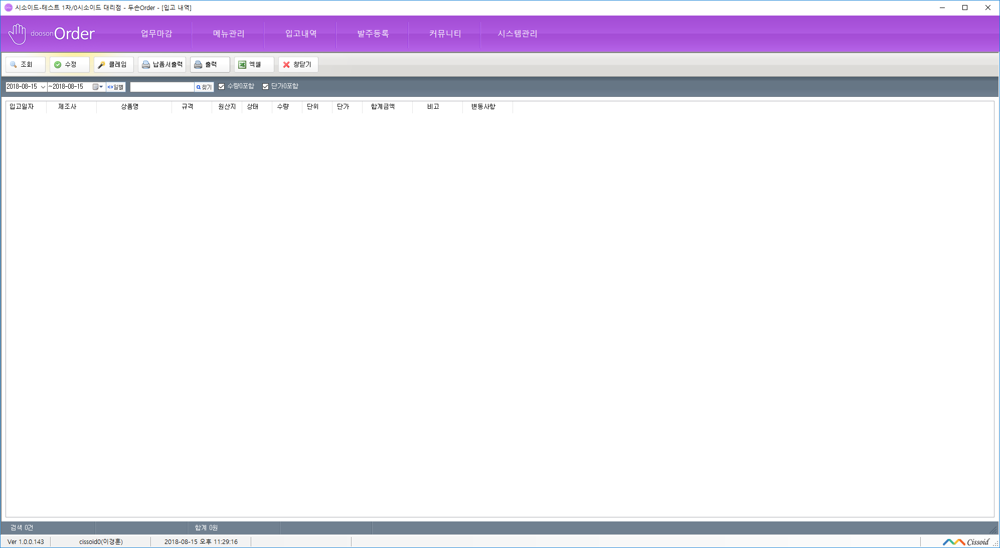 시소이드-테스트 1차/0시소이드 대리점 - 두손Order - [입고 내역]
doosonOrder 업무마감 메뉴관리 입고내역 발주등록 커뮤니티 시스템관리
조회 수정 클레임 납품서출력 출력 엑셀 창닫기
2018-08-15 ~2018-08-15 일별 찾기 수량0포함 단가0포함
입고일자 제조사 상품명 규격 원산지 상태 수량 단위 단가 합계금액 비고 변동사항
검색 0건 합계 0원
Ver 1.0.0.143 cissoid0(이경훈) 2018-08-15 오후 11:29:16 Cissoid